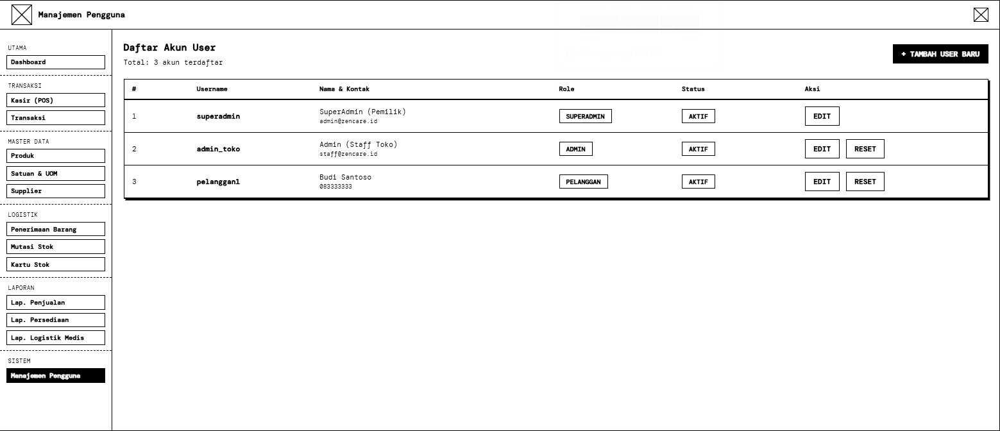 Manajemen Pengguna
UTAMA
Dashboard
TRANSAKSI
Kasir (POS)
Transaksi
MASTER DATA
Produk
Satuan & UOM
Supplier
LOGISTIK
Penerimaan Barang
Mutasi Stok
Kartu Stok
LAPORAN
Lap. Penjualan
Lap. Persediaan
Lap. Logistik Medis
SISTEM
Manajemen Pengguna
Daftar Akun User
Total: 3 akun terdaftar
+ TAMBAH USER BARU
# Username Nama & Kontak Role Status Aksi
1 superadmin SuperAdmin (Pemilik) SUPERADMIN AKTIF EDIT
admin@zencare.id
2 admin_toko Admin (Staff Toko) ADMIN AKTIF EDIT RESET
staff@zencare.id
3 pelanggan1 Budi Santoso PELANGGAN AKTIF EDIT RESET
083333333